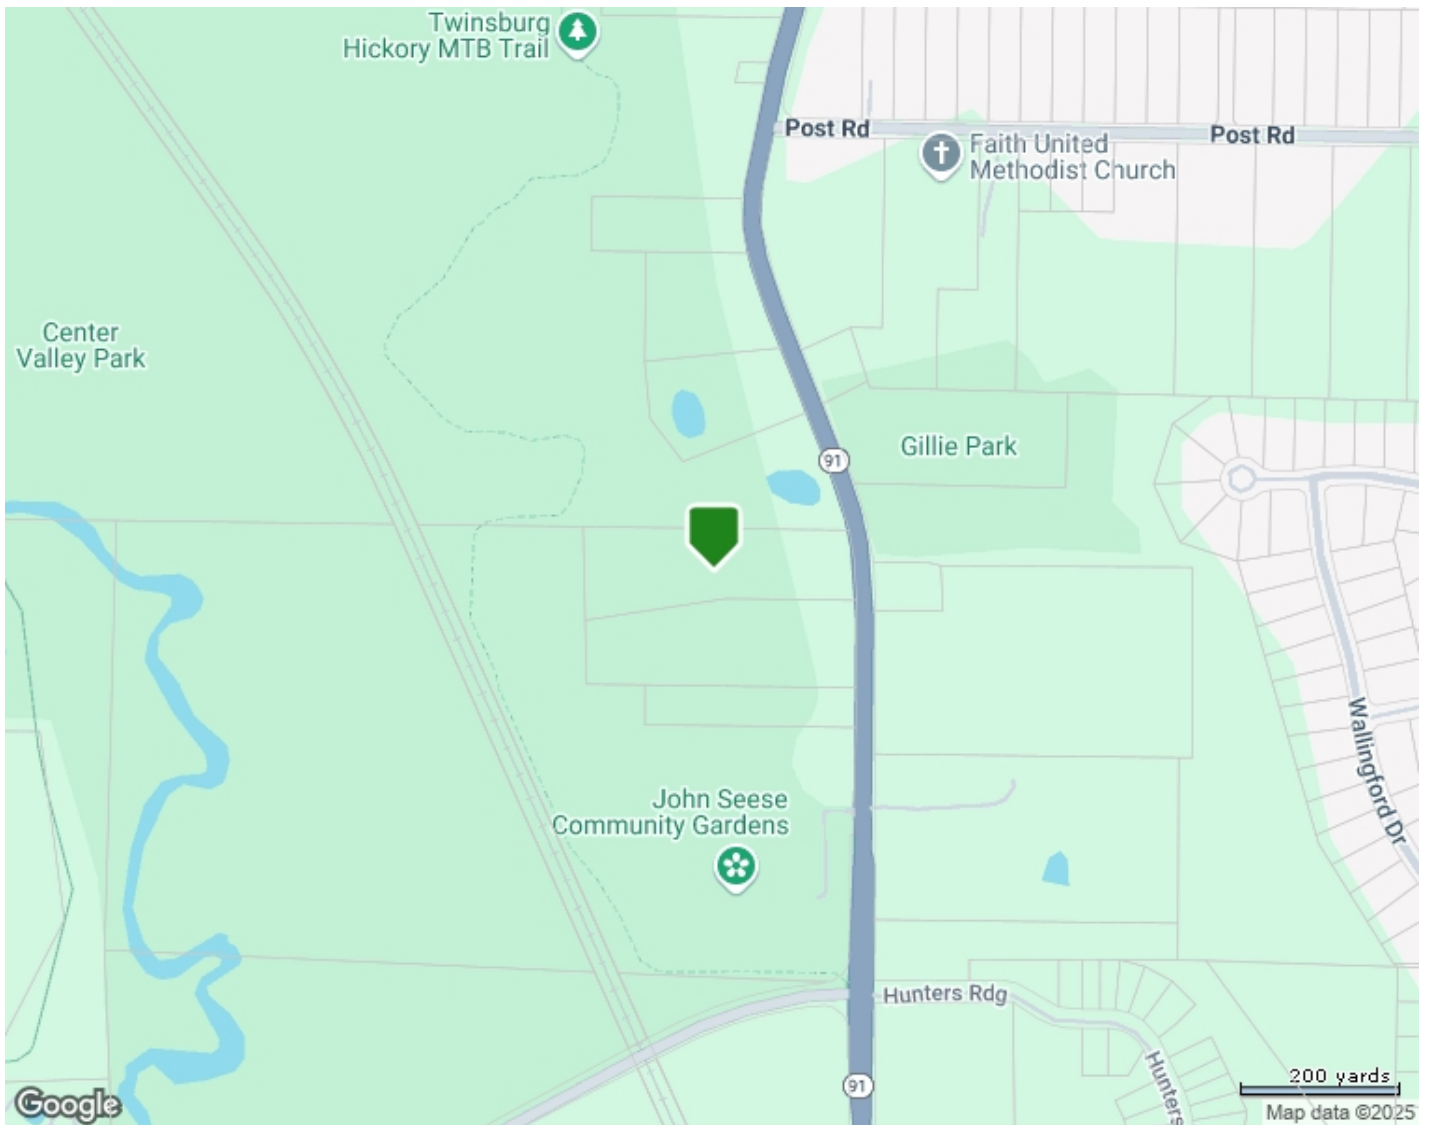 Twinsburg
Hickory MTB Trail
Post Rd
Post Rd
Faith United
Methodist Church
Center
Valley Park
91
Gillie Park
Wallingford Dr
John Seese
Community Gardens
Hunters Rdg
Hunters
91
200 yards
Google
Map data ©2025